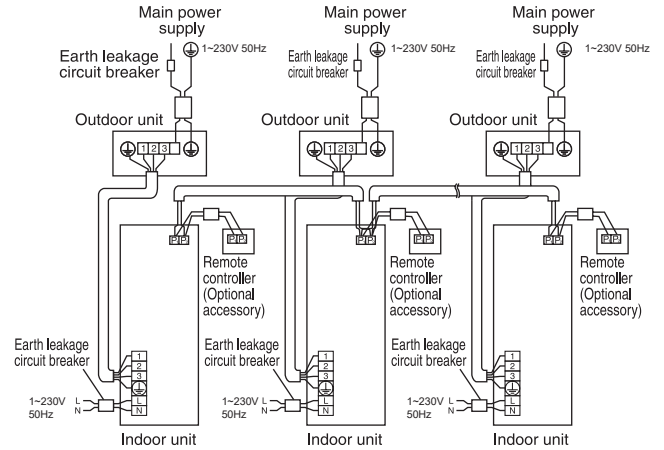 Main power
supply
1~230V 50Hz
Earth leakage
circuit breaker
Outdoor unit
1 2 3
Main power
supply
1~230V 50Hz
Earth leakage
circuit breaker
Outdoor unit
1 2 3
Main power
supply
1~230V 50Hz
Earth leakage
circuit breaker
Outdoor unit
1 2 3
P P
P P
Remote
controller
(Optional
accessory)
Earth leakage
circuit breaker
1
2
3
1~230V
50Hz
L
N
L
N
Indoor unit
P P
P P
Remote
controller
(Optional
accessory)
Earth leakage
circuit breaker
1
2
3
1~230V
50Hz
L
N
L
N
Indoor unit
P P
P P
Remote
controller
(Optional
accessory)
Earth leakage
circuit breaker
1
2
3
1~230V
50Hz
L
N
L
N
Indoor unit